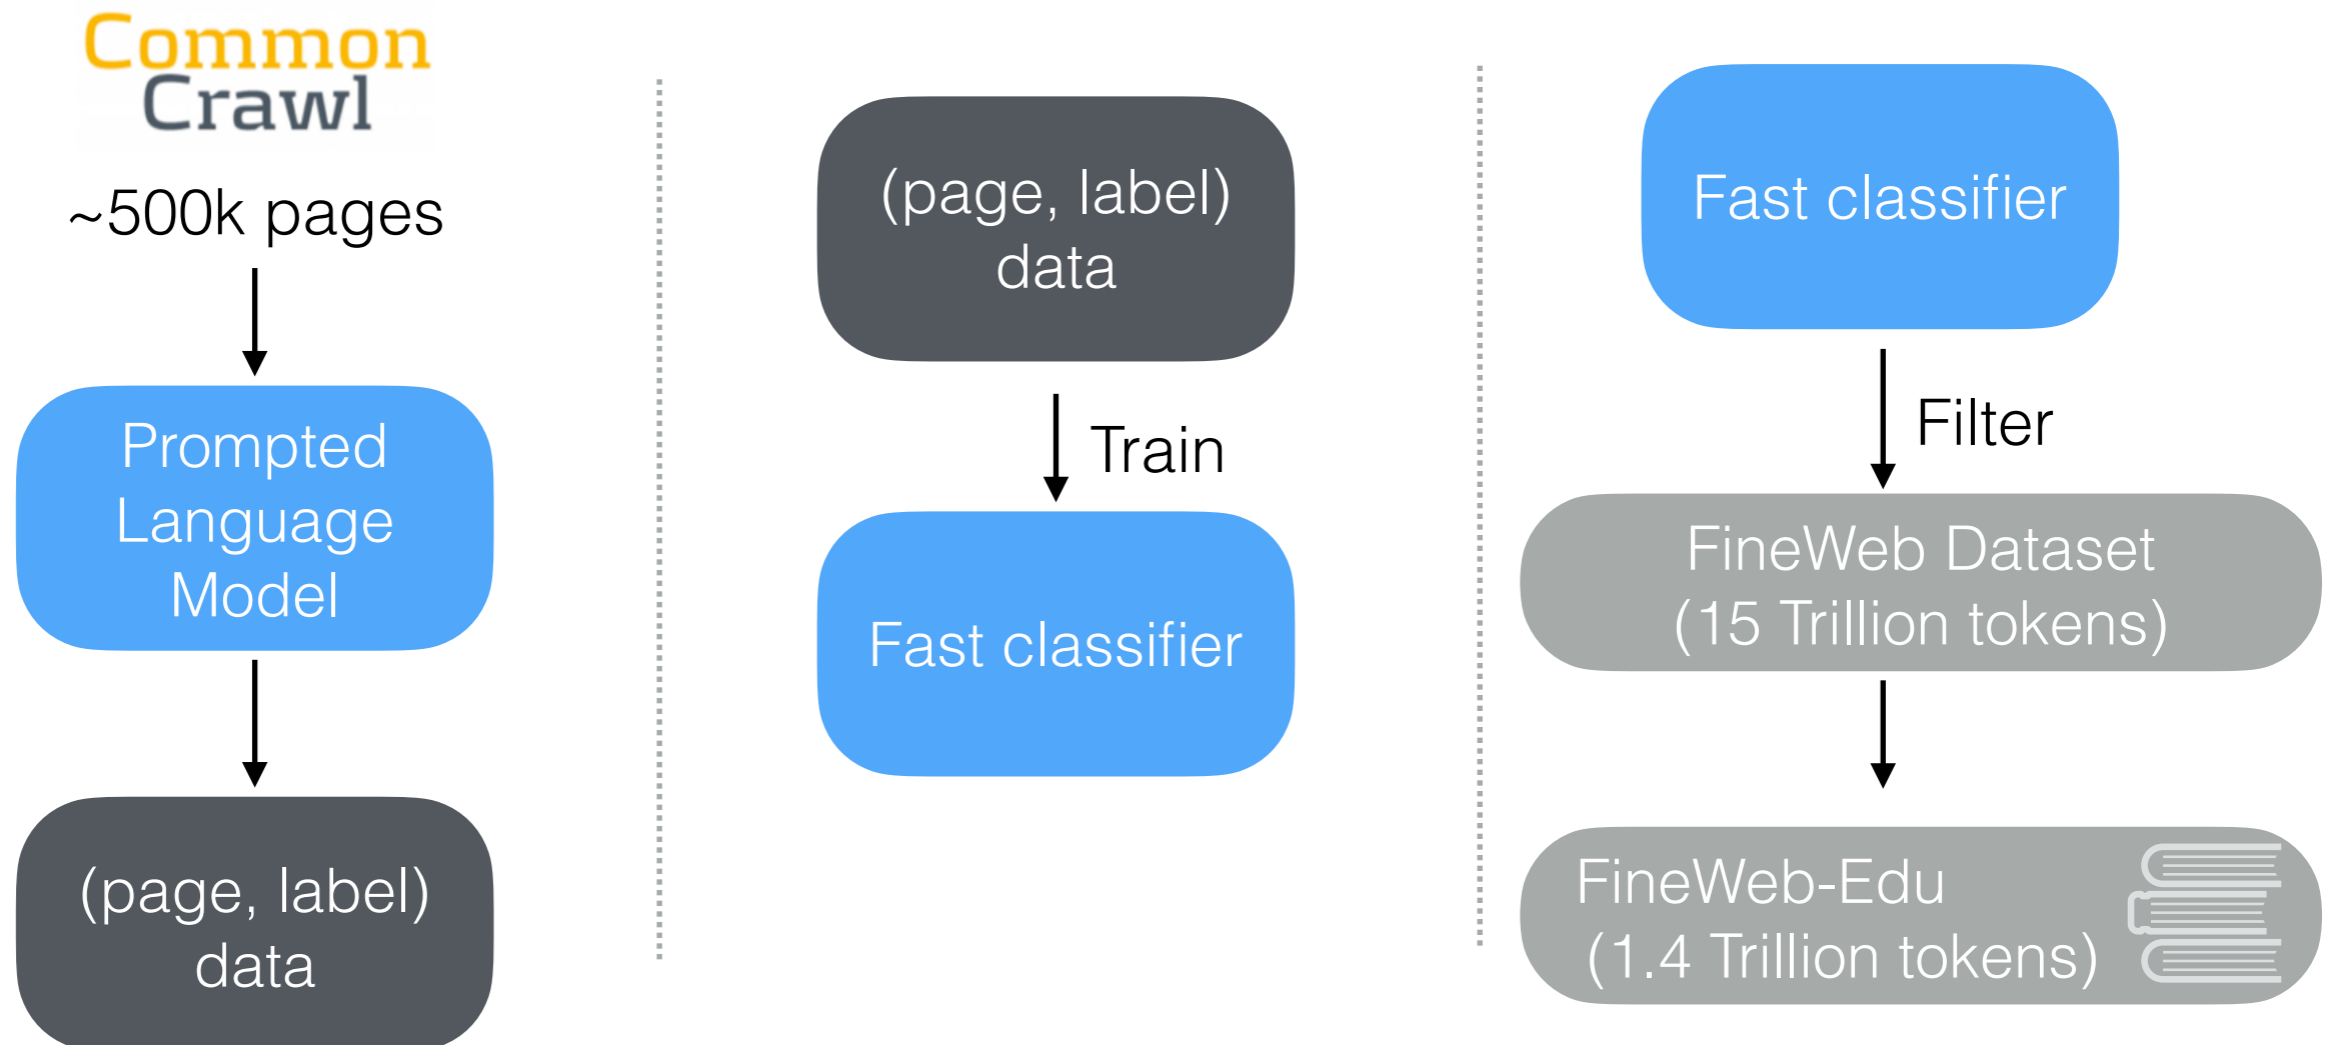 Common
Crawl
~500k pages
Prompted
Language
Model
(page, label)
data
(page, label)
data
Train
Fast classifier
Fast classifier
Filter
FineWeb Dataset
(15 Trillion tokens)
FineWeb-Edu
(1.4 Trillion tokens)